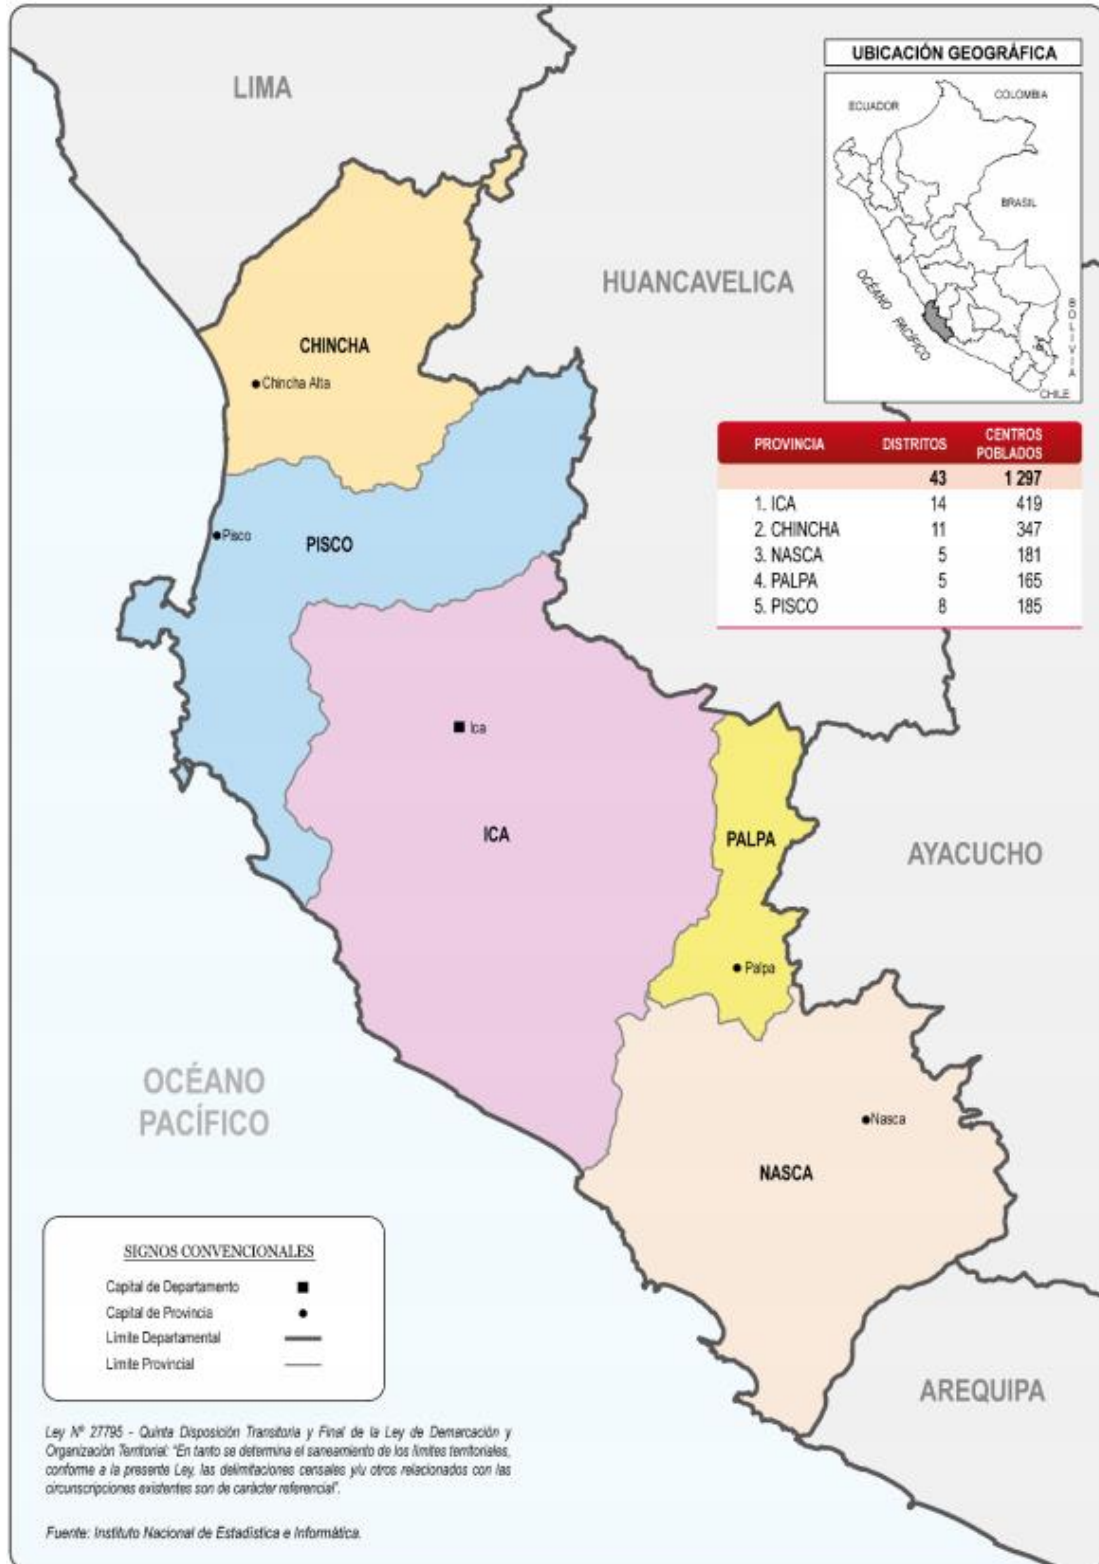 LIMA
UBICACIÓN GEOGRÁFICA
ECUADOR
COLOMBIA
BRASIL
OCÉANO PACÍFICO
BOLIVIA
CHILE
HUANCAVELICA
CHINCHA
Chincha Alta
PROVINCIA DISTRITOS CENTROS POBLADOS
43 1 297
1. ICA 14 419
2. CHINCHA 11 347
3. NASCA 5 181
4. PALPA 5 165
5. PISCO 8 185
Pisco
PISCO
Ica
ICA
PALPA
AYACUCHO
Palpa
OCÉANO
PACÍFICO
Nasca
NASCA
SIGNOS CONVENCIONALES
Capital de Departamento
Capital de Provincia
Límite Departamental
Límite Provincial
AREQUIPA
Ley Nº 27795 - Quinta Disposición Transitoria y Final de la Ley de Demarcación y
Organización Territorial: "En tanto se determina el saneamiento de los límites territoriales,
conforme a la presente Ley, las delimitaciones censales y/u otros relacionados con las
circunscripciones existentes son de carácter referencial".
Fuente: Instituto Nacional de Estadística e Informática.